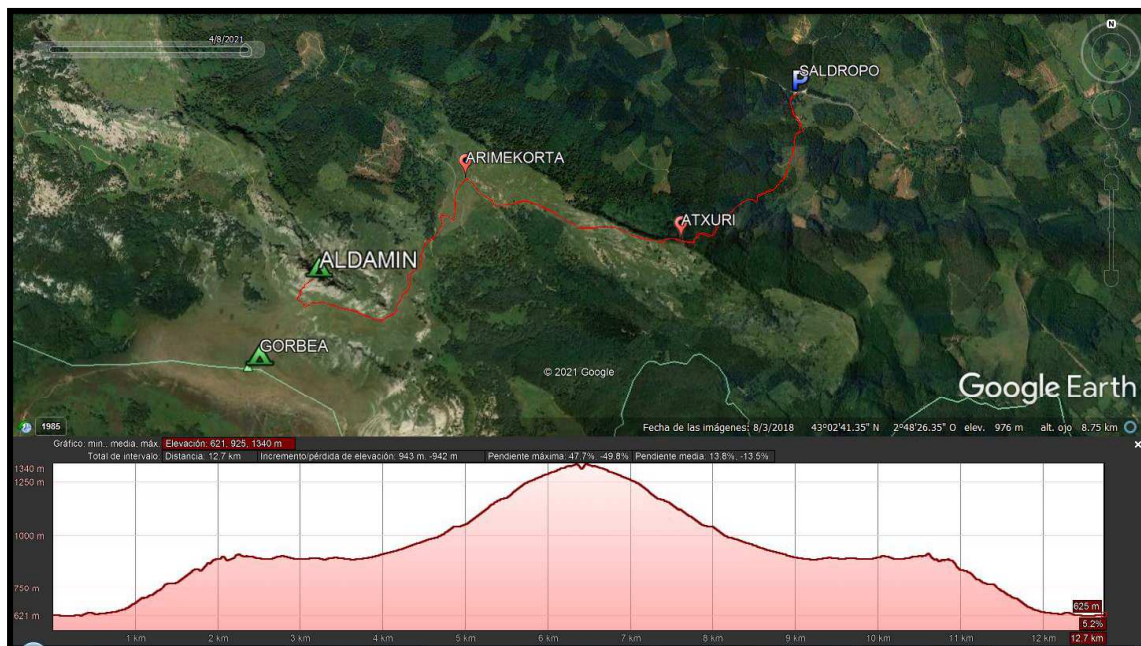 4/8/2021
N
SALDROPO
ARIMEKORTA
ATXURI
ALDAMIN
GORBEA
© 2021 Google
Google Earth
1985
Fecha de las imágenes: 8/3/2018 43°02'41.35" N 2°48'26.35" O elev. 976 m alt. ojo 8.75 km
Gráfico: mín., media, máx. Elevación: 621, 925, 1340 m
Total de intervalo: Distancia: 12.7 km Incremento/pérdida de elevación: 943 m, -942 m Pendiente máxima: 47.7%, -49.8% Pendiente media: 13.8%, -13.5%
1340 m
1250 m
1000 m
750 m
621 m
625 m
5.2%
1 km 2 km 3 km 4 km 5 km 6 km 7 km 8 km 9 km 10 km 11 km 12 km 12.7 km